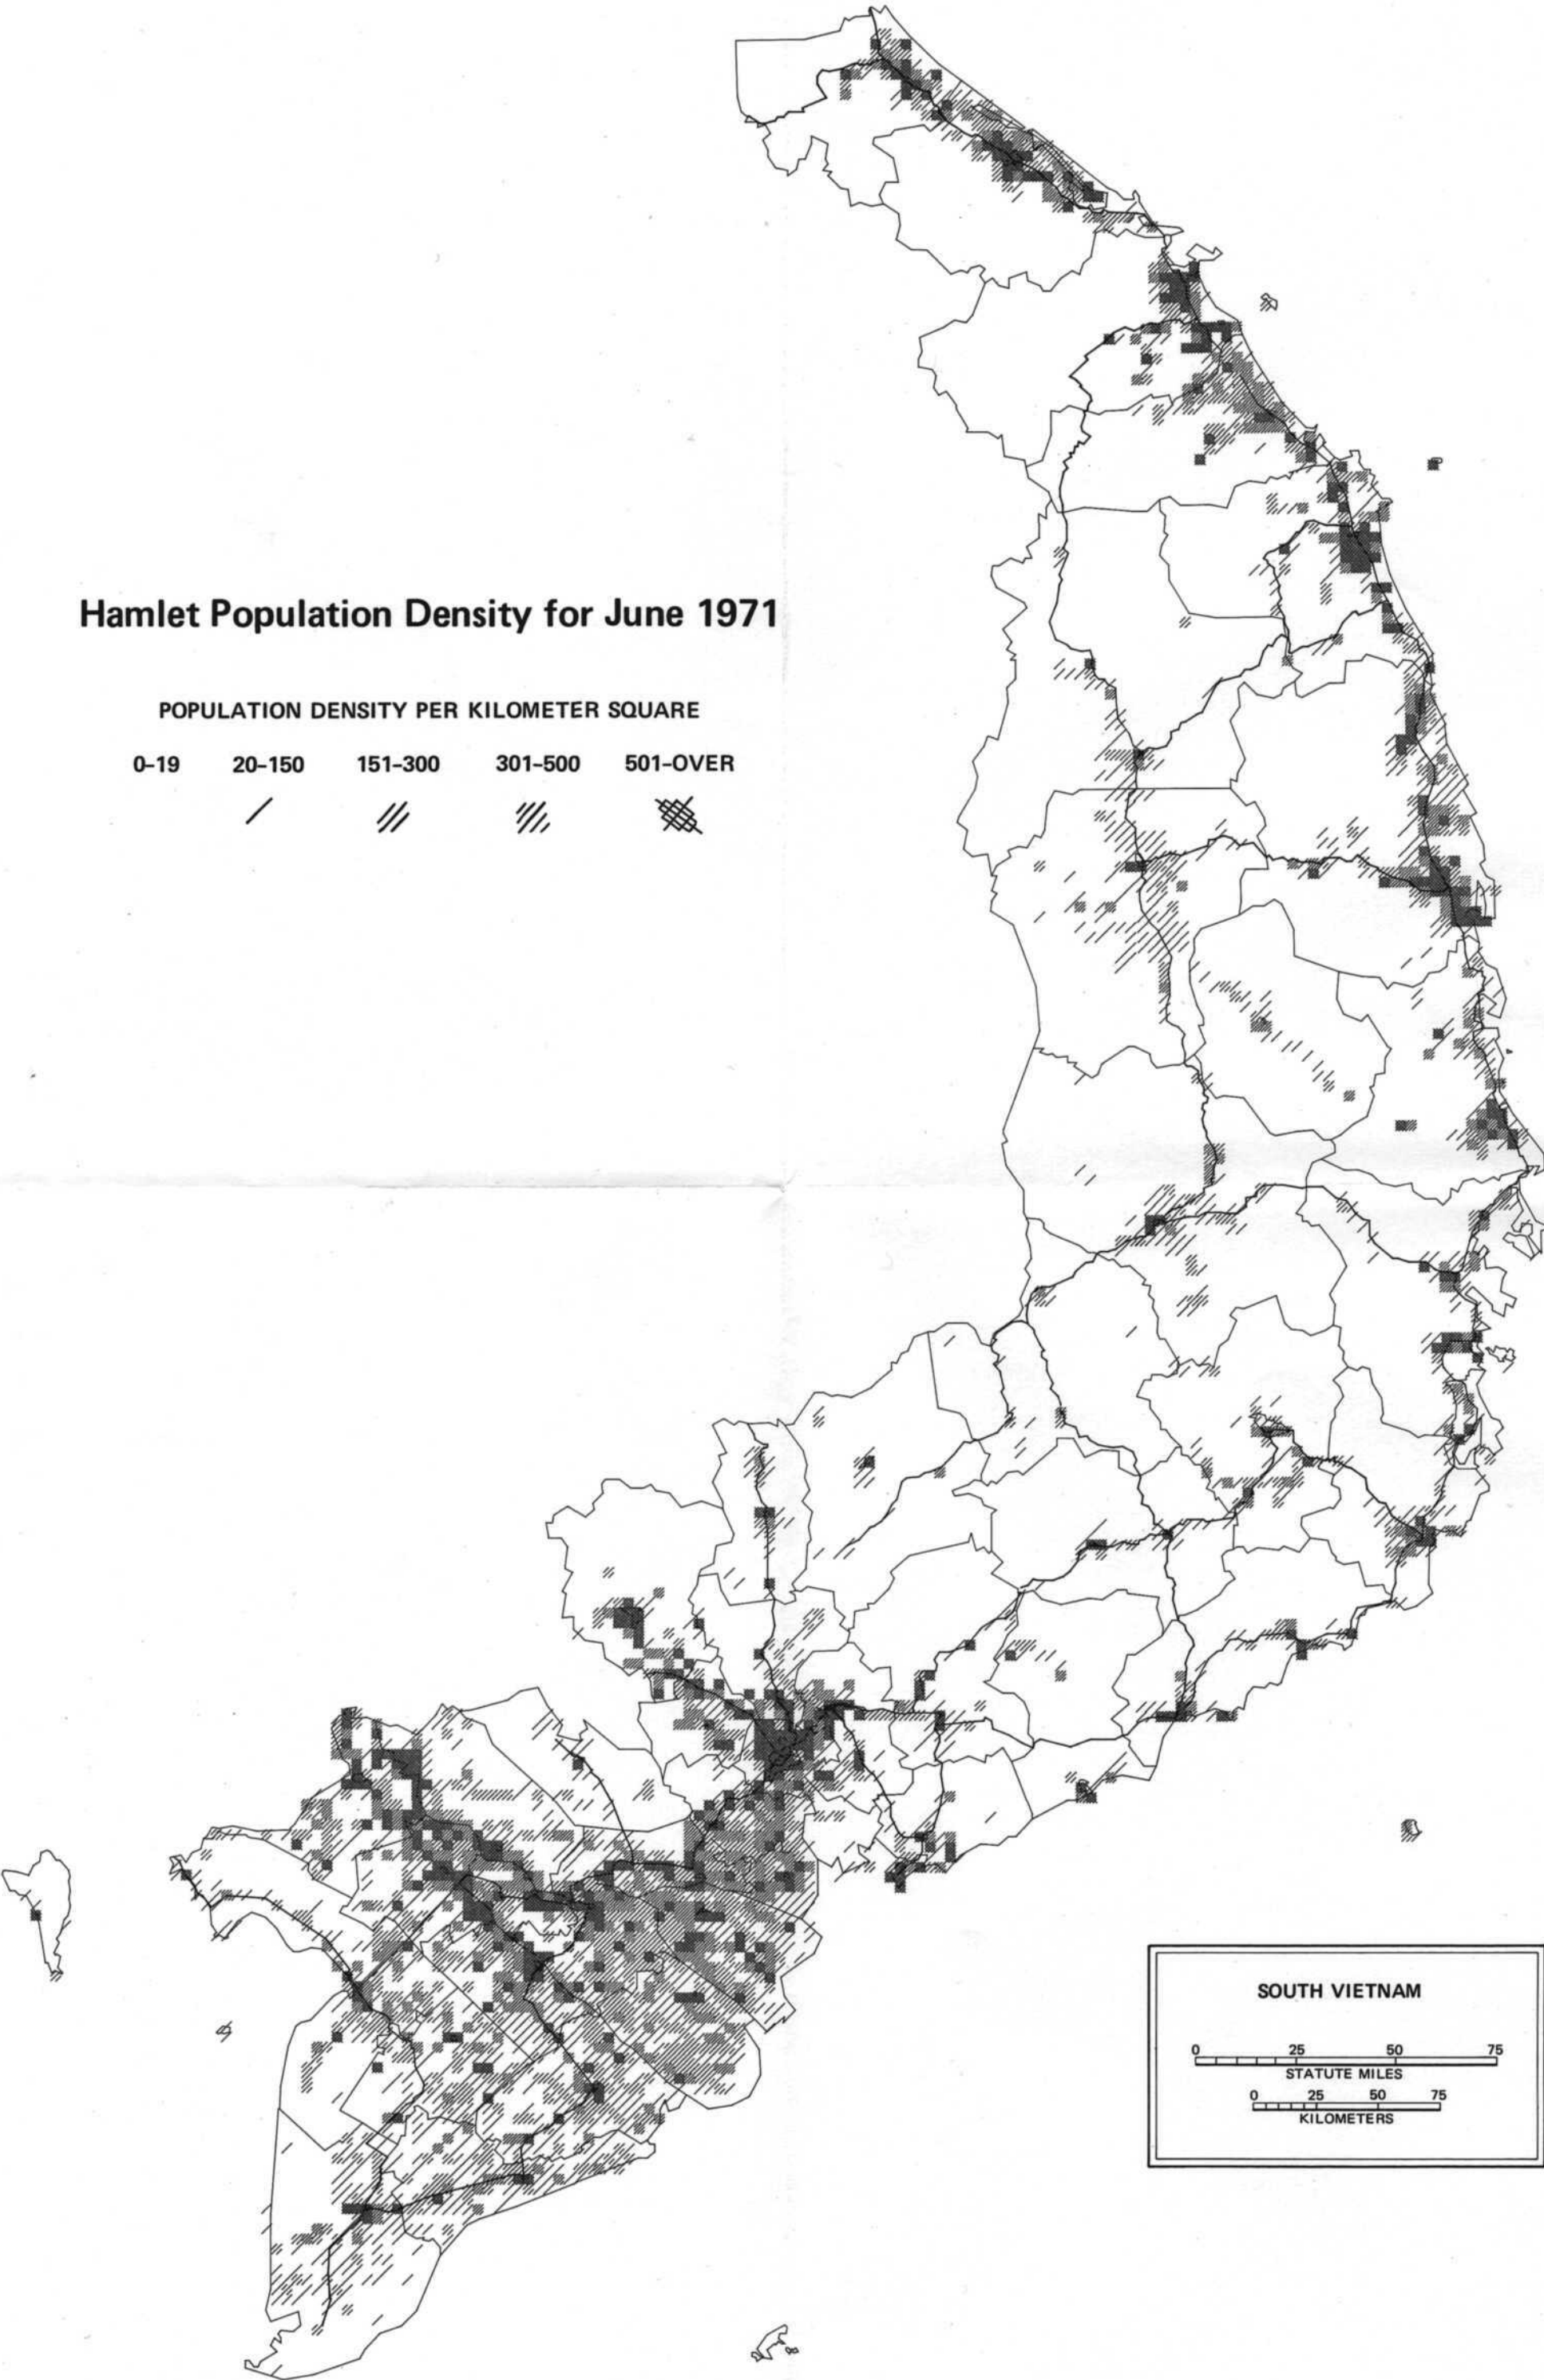 Hamlet Population Density for June 1971
POPULATION DENSITY PER KILOMETER SQUARE
0-19 20-150 151-300 301-500 501-OVER
SOUTH VIETNAM
0 25 50 75
STATUTE MILES
0 25 50 75
KILOMETERS